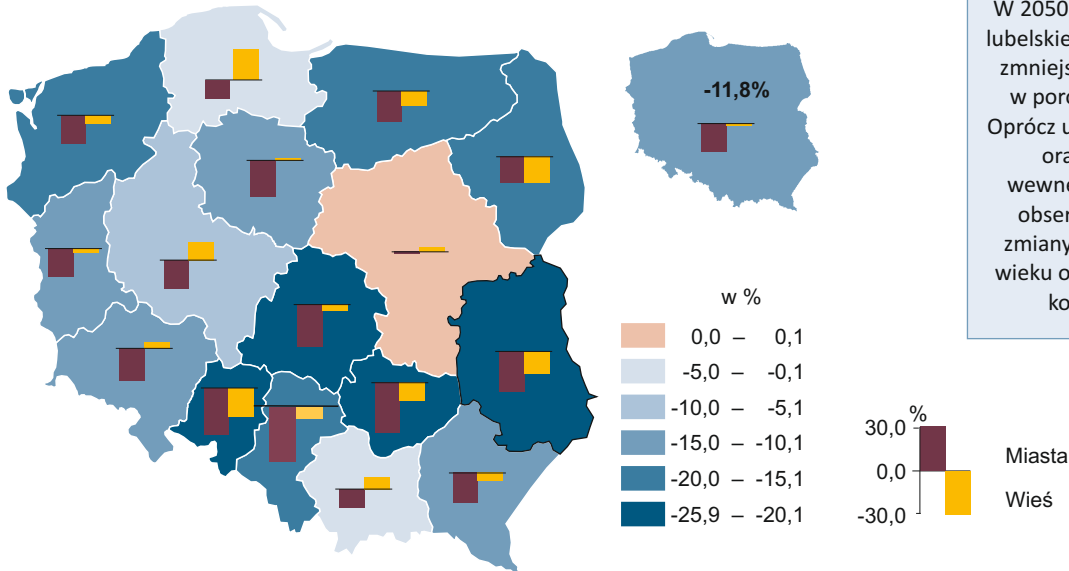 W 2050
lubelskie
zmniejs
w poró
Oprócz u
ora
wewnę
obser
zmiany
wieku o
ko
-11,8%
w %
0,0 – 0,1
-5,0 – -0,1
-10,0 – -5,1
-15,0 – -10,1
-20,0 – -15,1
-25,9 – -20,1
%
30,0
0,0
-30,0
Miasta
Wieś